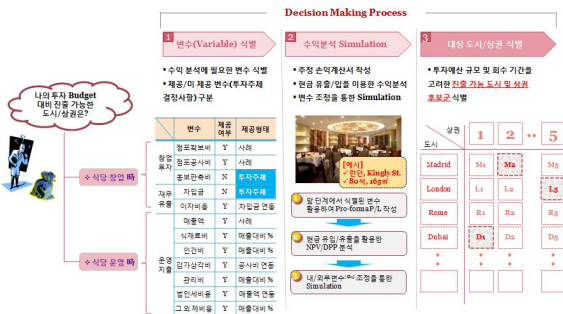 Decision Making Process
1
변수(Variable) 식별
2
수익분석 Simulation
3
대상 도시/상권 식별
▪ 수익 분석에 필요한 변수 식별
▪ 제공/미 제공 변수(투자주체
결정사항)구분
▪ 추정 손익계산서 작성
▪ 현금 유입/유출을 이용한 수익분석
▪ 변수 조정을 통한 Simulation
▪ 투자예산 규모 및 회수 기간을
고려한 진출 가능 도시 및 상권
후보군 식별
나의 투자 Budget
대비 진출 가능한
도시/상권은?
❖ 식당 창업 時
❖ 식당 운영 時
변수 제공 여부 제공형태
창업 투자
점포확보비 Y 사례
점포공사비 Y 사례
홍보판촉비 N 투자주체
재무 유출
차입금 N 투자주체
이자비용 Y 차입금 연동
운영 지출
매출액 Y 사례
식재료비 Y 매출대비 %
인건비 Y 매출대비 %
감가상각비 Y 공사비 연동
관리비 Y 매출대비 %
법인세비용 Y 매출액 연동
그외 제비용 Y 매출대비 %
[예시]
✓런던, Kingly St.
✓80석, 165㎡
1 앞 단계에서 식별된 변수
활용하여 Pro-forma P/L 작성
2 현금 유입/유출을 활용한
NPV/DPP 분석
3 내/외부변수 조정을 통한
Simulation
상권
도시
1 2 ·· 5
Madrid M1 M2 M5
London L1 L2 L5
Rome R1 R2 R5
Dubai D1 D2 D5